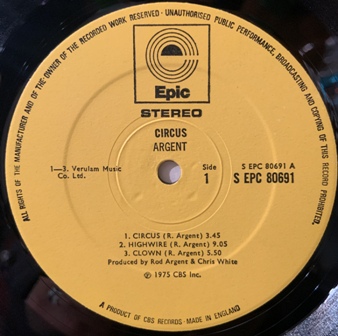 ALL RIGHTS OF THE MANUFACTURER AND OF THE OWNER OF THE RECORDED WORK RESERVED · UNAUTHORISED PUBLIC PERFORMANCE, BROADCASTING AND COPYING OF THIS RECORD PROHIBITED.
Epic
STEREO
CIRCUS
ARGENT
1—3. Verulam Music
Co. Ltd.
Side
1
S EPC 80691 A
S EPC 80691
1. CIRCUS (R. Argent) 3.45
2. HIGHWIRE (R. Argent) 9.05
3. CLOWN (R. Argent) 5.50
Produced by Rod Argent & Chris White
℗ 1975 CBS Inc.
A PRODUCT OF CBS RECORDS · MADE IN ENGLAND